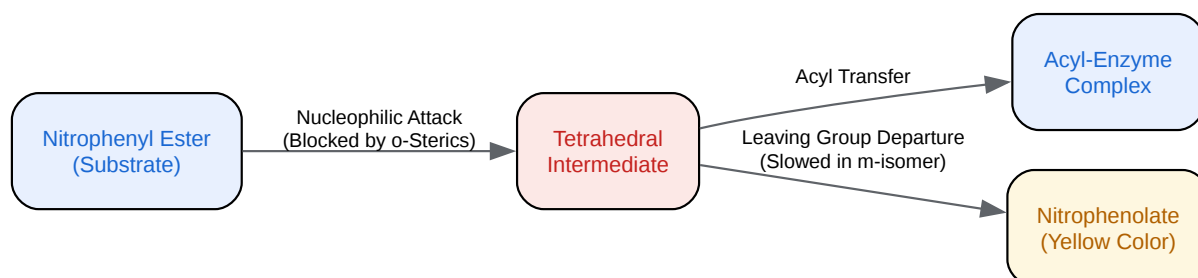 Nitrophenyl Ester
(Substrate)
Nucleophilic Attack
(Blocked by o-Sterics)
Tetrahedral
Intermediate
Acyl Transfer
Leaving Group Departure
(Slowed in m-isomer)
Acyl-Enzyme
Complex
Nitrophenolate
(Yellow Color)